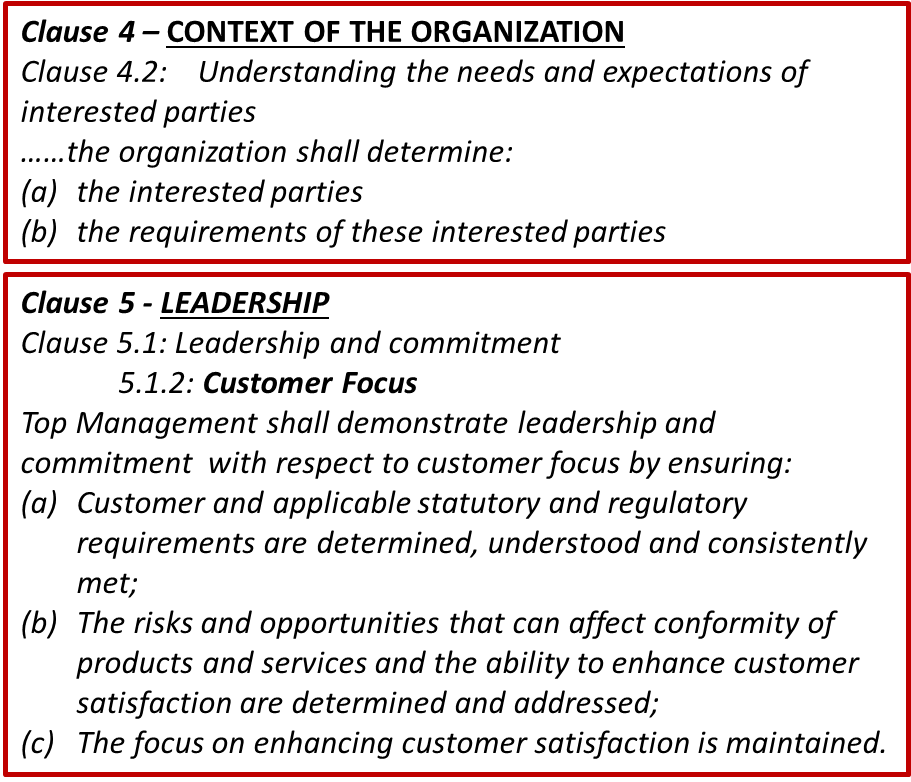 Clause 4 – CONTEXT OF THE ORGANIZATION
Clause 4.2: Understanding the needs and expectations of
interested parties
……the organization shall determine:
(a) the interested parties
(b) the requirements of these interested parties
Clause 5 - LEADERSHIP
Clause 5.1: Leadership and commitment
5.1.2: Customer Focus
Top Management shall demonstrate leadership and
commitment with respect to customer focus by ensuring:
(a) Customer and applicable statutory and regulatory
requirements are determined, understood and consistently
met;
(b) The risks and opportunities that can affect conformity of
products and services and the ability to enhance customer
satisfaction are determined and addressed;
(c) The focus on enhancing customer satisfaction is maintained.